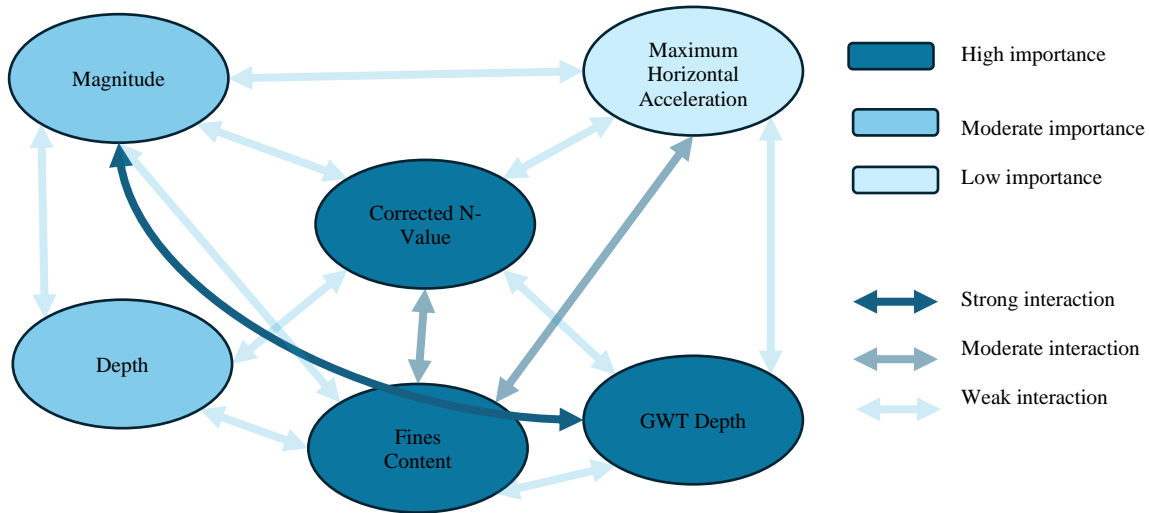 Magnitude
Maximum
Horizontal
Acceleration
High importance
Moderate importance
Low importance
Corrected N-
Value
Strong interaction
Depth
Moderate interaction
Weak interaction
Fines
Content
GWT Depth